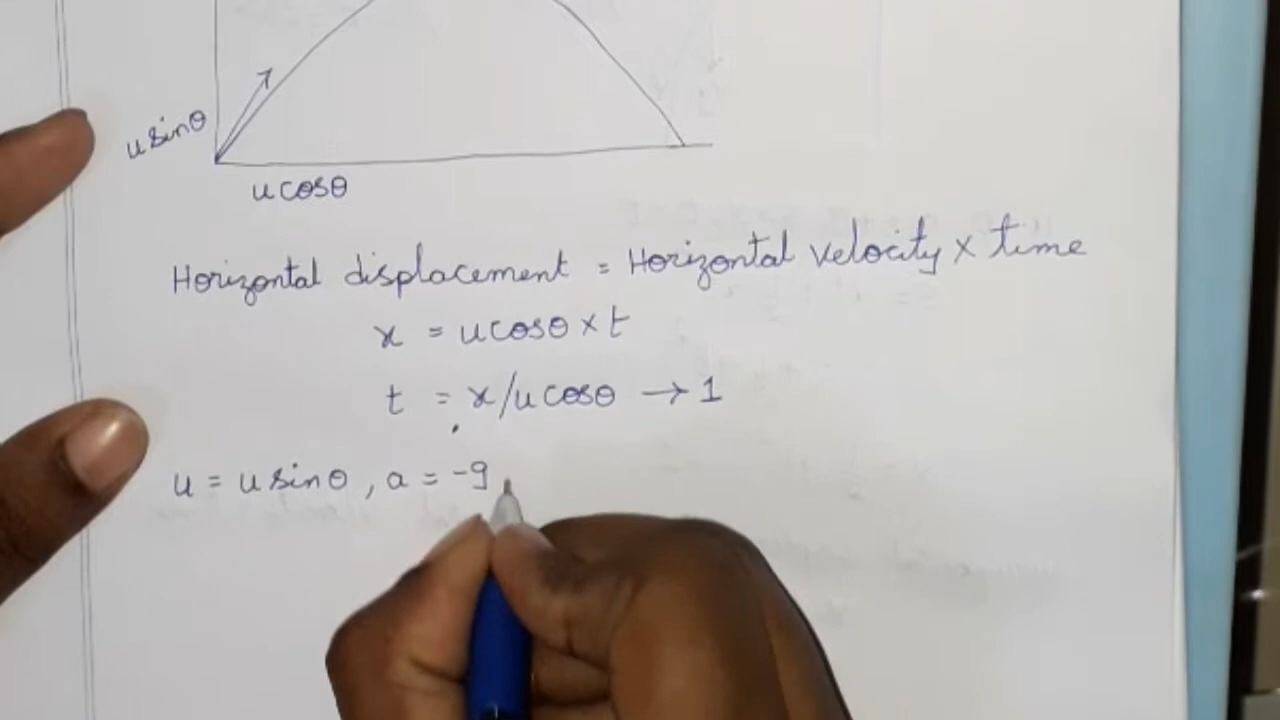 u sinθ
u cosθ
Horizontal displacement = Horizontal velocity × time
x = u cosθ × t
t = x/u cosθ → 1
u = u sinθ, a = -g